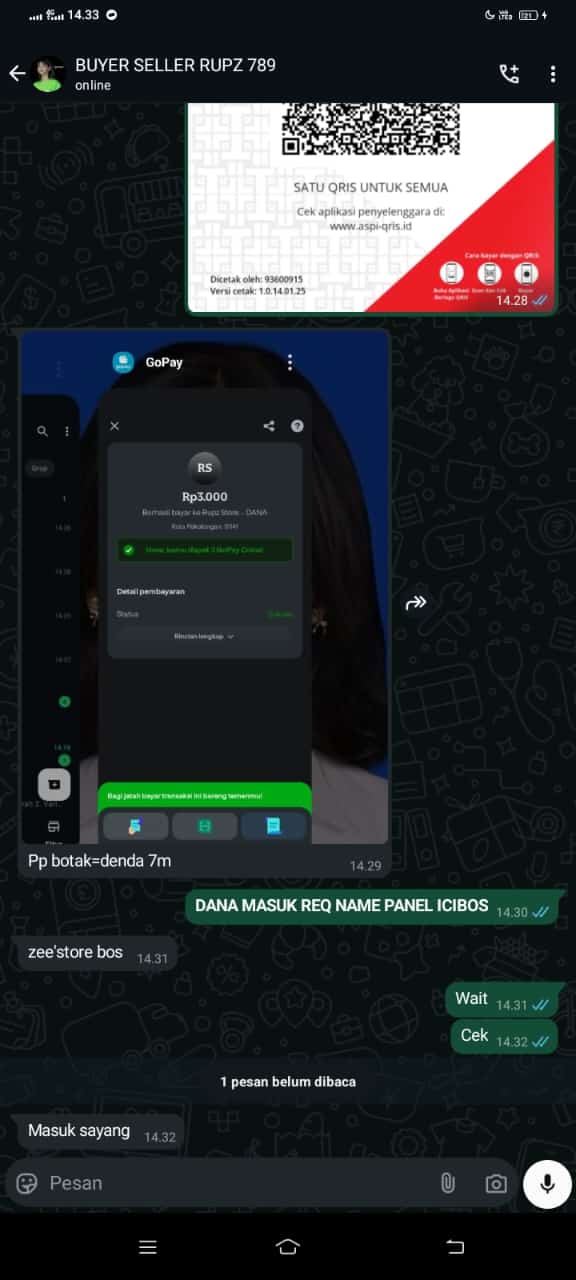 14.33
21
BUYER SELLER RUPZ 789
online
SATU QRIS UNTUK SEMUA
Cek aplikasi penyelenggara di:
www.aspi-qris.id
Cara bayar dengan QRIS
Dicetak oleh: 93600915
Versi cetak: 1.0.14.01.25
14.28
GoPay
RS
Rp3.000
Berhasil bayar ke Rupz Store - DANA
Detail pembayaran
Status
Rincian lengkap
Grup
Bagi jatah bayar transaksi ini bareng temenmu!
Pp botak=denda 7m
14.29
DANA MASUK REQ NAME PANEL ICIBOS
14.30
zee'store bos
14.31
Wait
14.31
Cek
14.32
1 pesan belum dibaca
Masuk sayang
14.32
Pesan